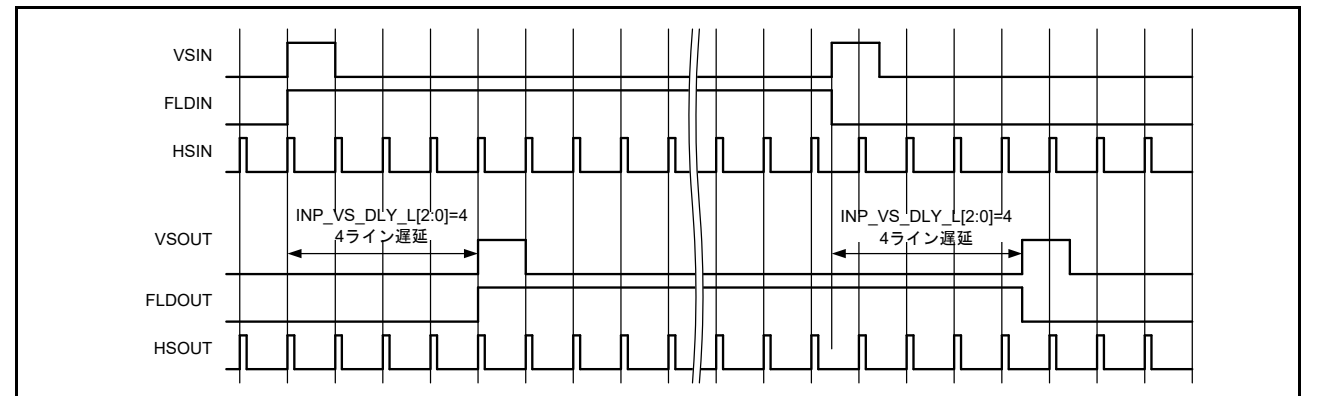 VSIN
FLDIN
HSIN
INP_VS_DLY_L[2:0]=4
4ライン遅延
INP_VS_DLY_L[2:0]=4
4ライン遅延
VSOUT
FLDOUT
HSOUT